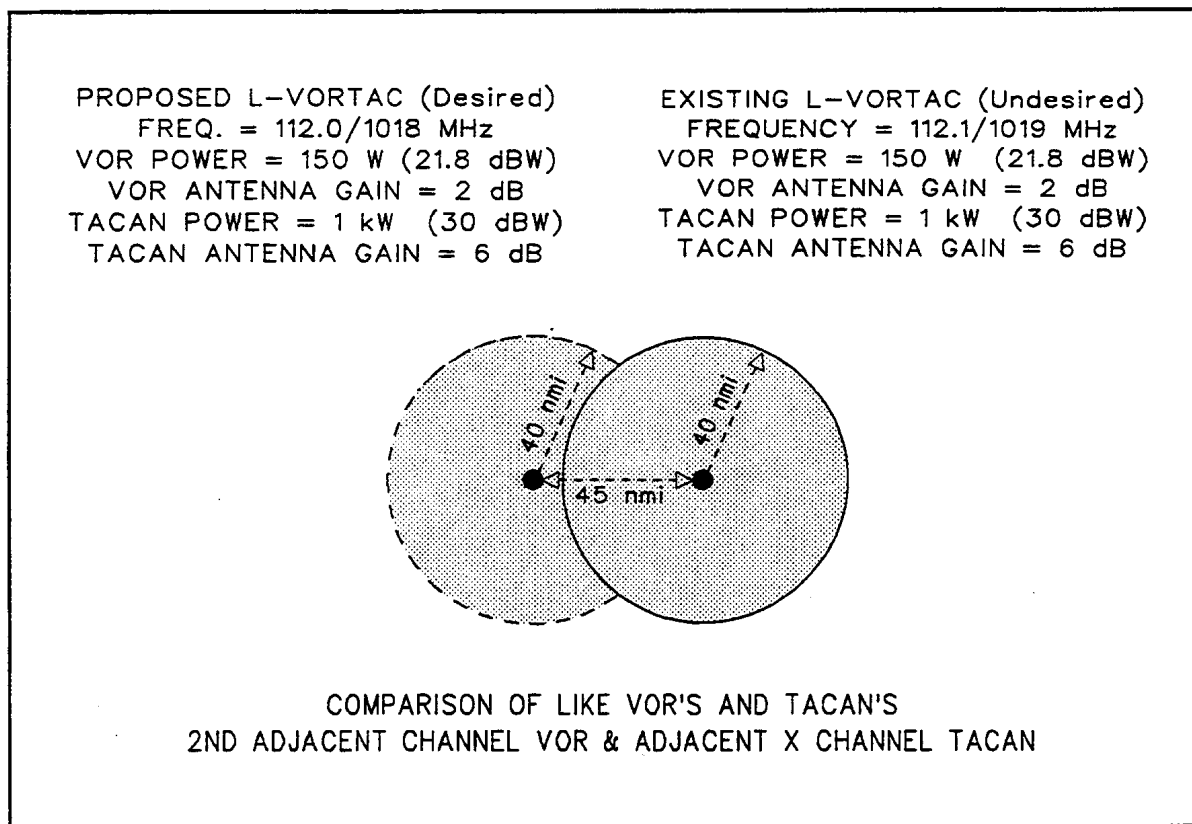 PROPOSED L-VORTAC (Desired)
FREQ. = 112.0/1018 MHz
VOR POWER = 150 W (21.8 dBW)
VOR ANTENNA GAIN = 2 dB
TACAN POWER = 1 kW (30 dBW)
TACAN ANTENNA GAIN = 6 dB
EXISTING L-VORTAC (Undesired)
FREQUENCY = 112.1/1019 MHz
VOR POWER = 150 W (21.8 dBW)
VOR ANTENNA GAIN = 2 dB
TACAN POWER = 1 kW (30 dBW)
TACAN ANTENNA GAIN = 6 dB
40 nmi
40 nmi
45 nmi
COMPARISON OF LIKE VOR'S AND TACAN'S
2ND ADJACENT CHANNEL VOR & ADJACENT X CHANNEL TACAN